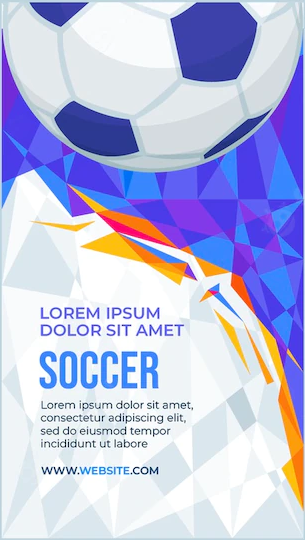 LOREM IPSUM
DOLOR SIT AMET
SOCCER
Lorem ipsum dolor sit amet,
consectetur adipiscing elit,
sed do eiusmod tempor
incididunt ut labore
WWW.WEBSITE.COM